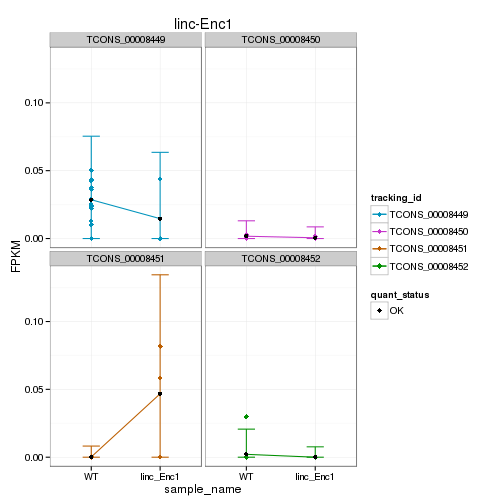 linc-Enc1
TCONS_00008449
TCONS_00008450
0.10
0.05
0.00
TCONS_00008451
TCONS_00008452
0.10
0.05
0.00
WT
linc_Enc1
WT
linc_Enc1
sample_name
FPKM
tracking_id
TCONS_00008449
TCONS_00008450
TCONS_00008451
TCONS_00008452
quant_status
OK